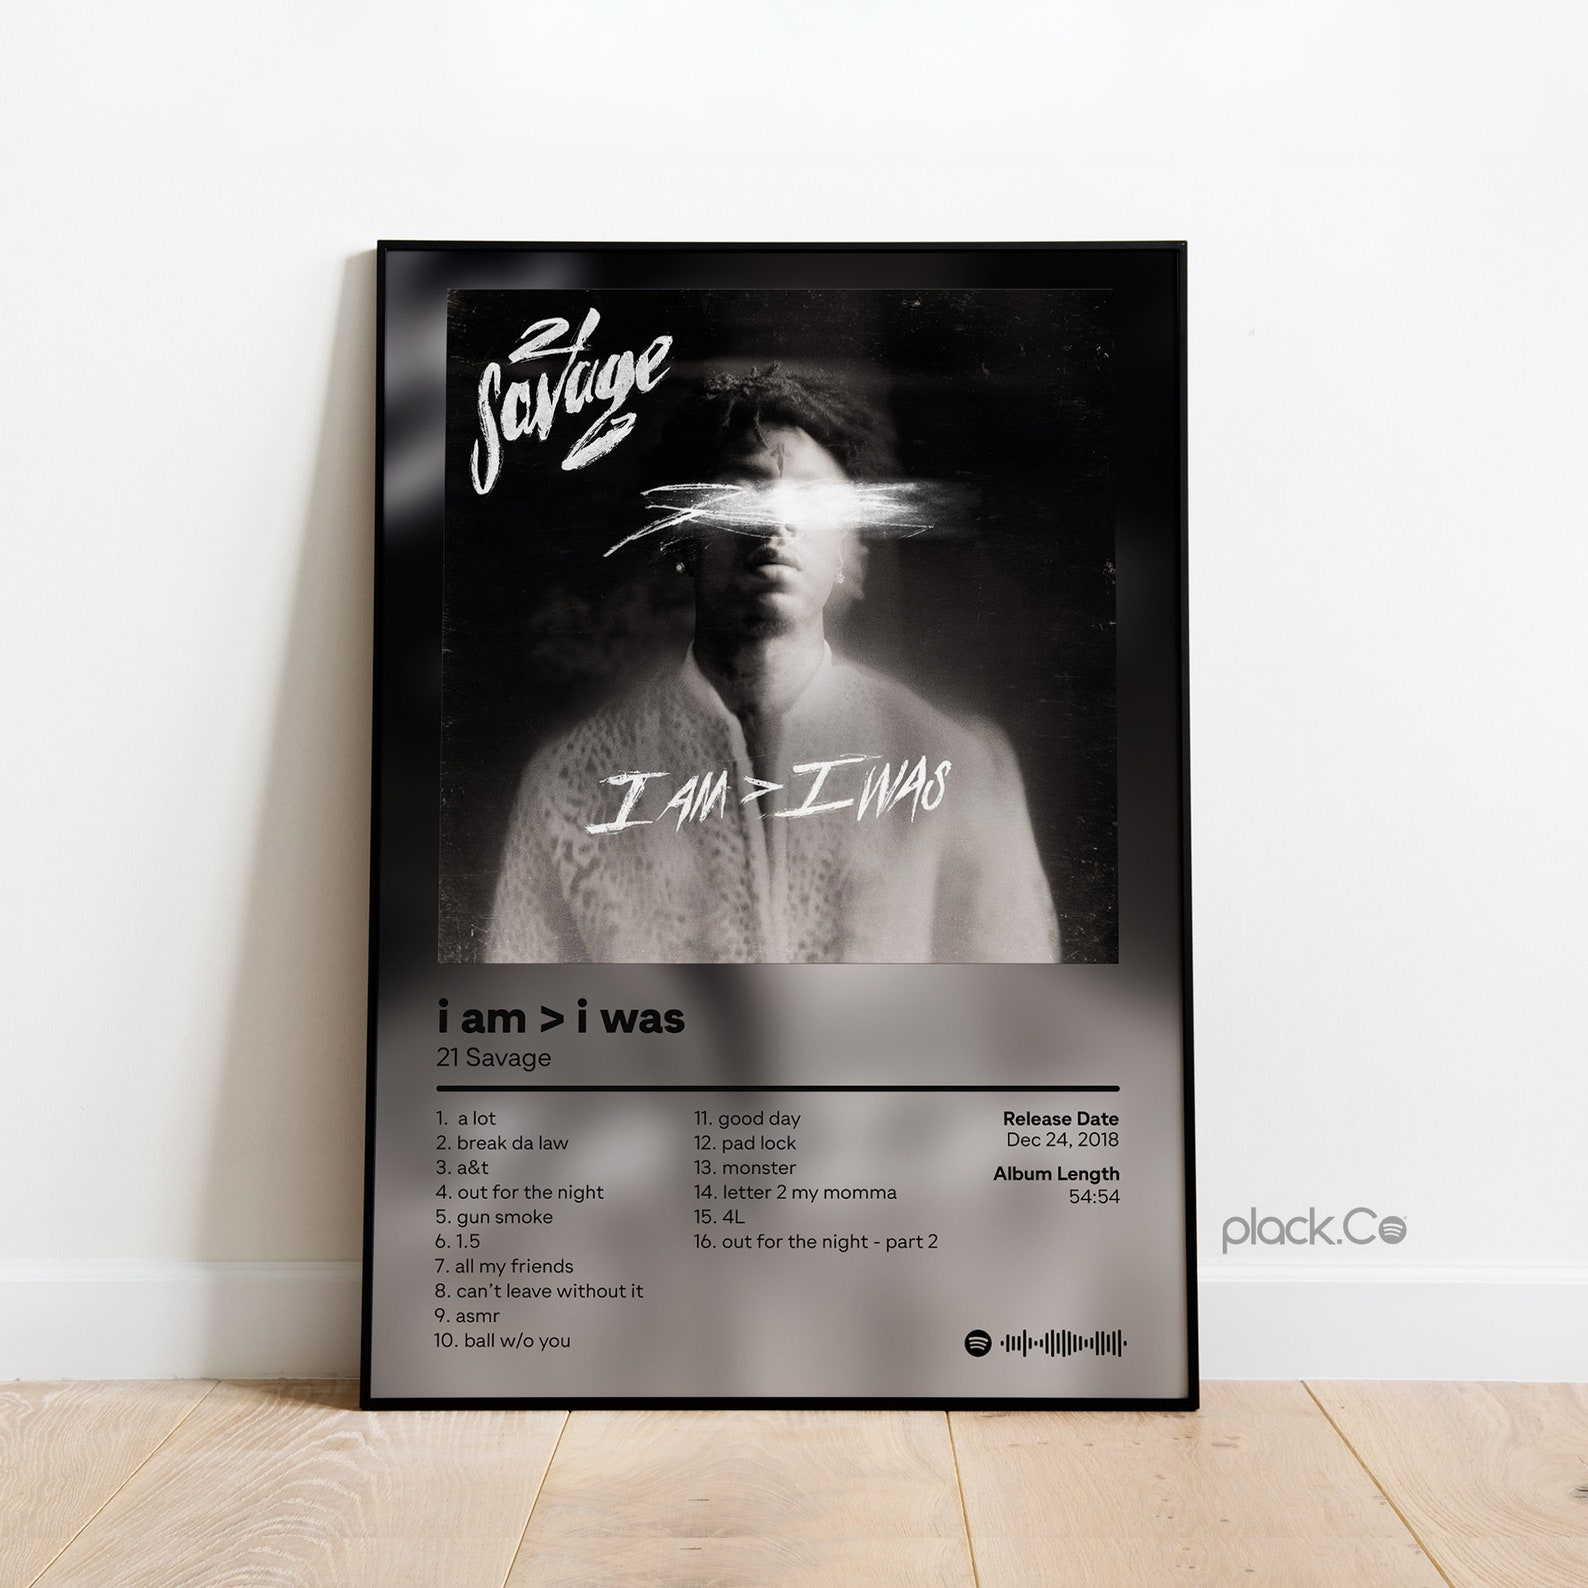 21
Savage
I AM > I WAS
i am > i was
21 Savage
1. a lot
2. break da law
3. a&t
4. out for the night
5. gun smoke
6. 1.5
7. all my friends
8. can't leave without it
9. asmr
10. ball w/o you
11. good day
12. pad lock
13. monster
14. letter 2 my momma
15. 4L
16. out for the night - part 2
Release Date
Dec 24, 2018
Album Length
54:54
plack.Co